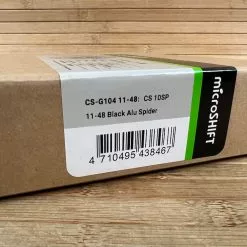 CS-G104 11-48: CS 10SP
11-48 Black Alu Spider
4 710495 438467
microSHIFT